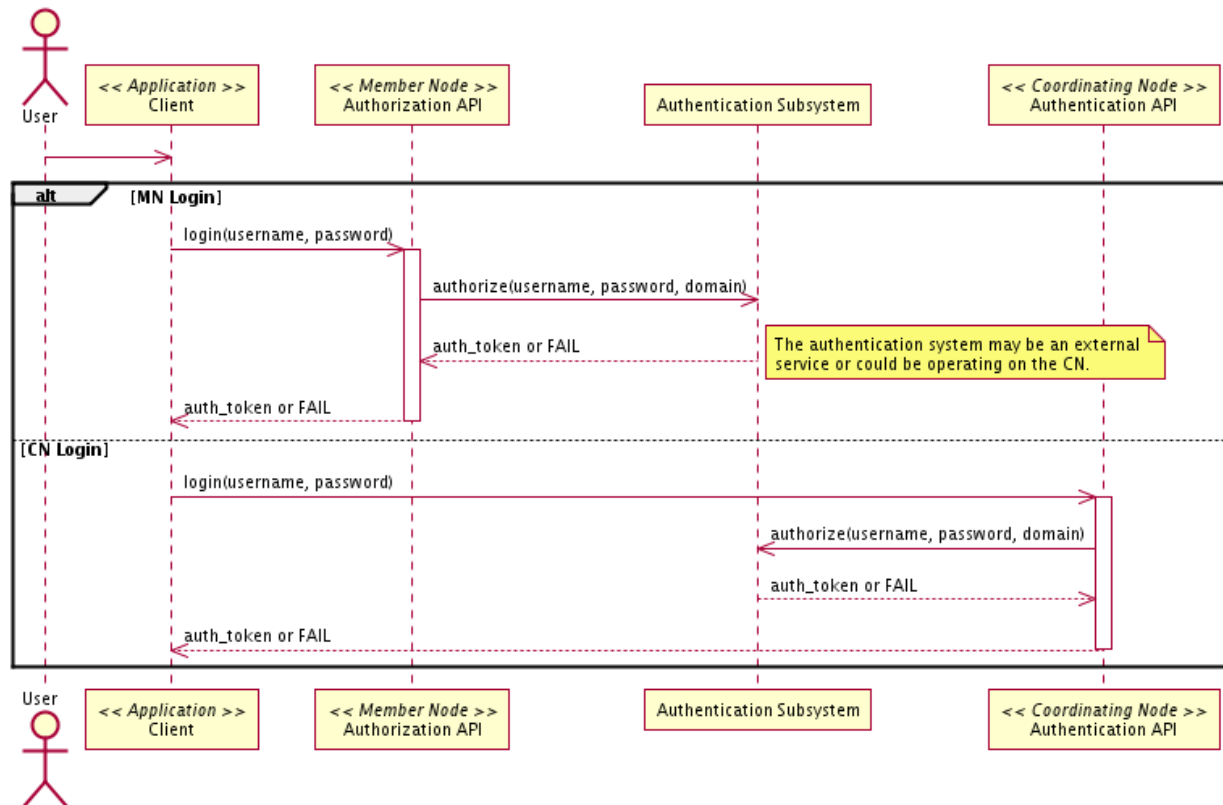 User
<< Application >>
Client
<< Member Node >>
Authorization API
Authentication Subsystem
<< Coordinating Node >>
Authentication API
alt
[MN Login]
login(username, password)
authorize(username, password, domain)
auth_token or FAIL
The authentication system may be an external
service or could be operating on the CN.
auth_token or FAIL
[CN Login]
login(username, password)
authorize(username, password, domain)
auth_token or FAIL
auth_token or FAIL
User
<< Application >>
Client
<< Member Node >>
Authorization API
Authentication Subsystem
<< Coordinating Node >>
Authentication API